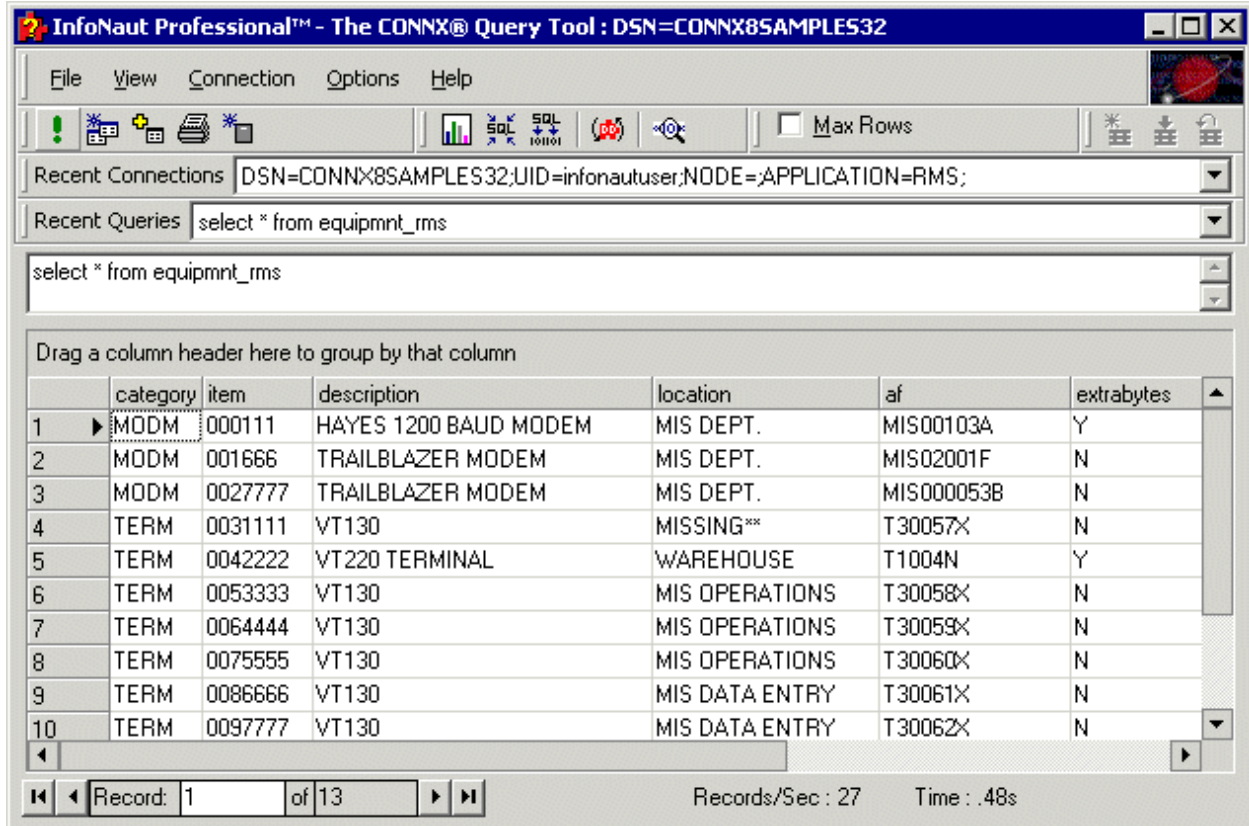 InfoNaut Professional™ - The CONNX® Query Tool : DSN=CONNX8SAMPLES32
File View Connection Options Help
SQL SQL Max Rows
Recent Connections DSN=CONNX8SAMPLES32;UID=infonautuser;NODE=;APPLICATION=RMS;
Recent Queries select * from equipmnt_rms
select * from equipmnt_rms
Drag a column header here to group by that column
category item description location af extrabytes
1 MODM 000111 HAYES 1200 BAUD MODEM MIS DEPT. MIS00103A Y
2 MODM 001666 TRAILBLAZER MODEM MIS DEPT. MIS02001F N
3 MODM 0027777 TRAILBLAZER MODEM MIS DEPT. MIS000053B N
4 TERM 0031111 VT130 MISSING** T30057X N
5 TERM 0042222 VT220 TERMINAL WAREHOUSE T1004N Y
6 TERM 0053333 VT130 MIS OPERATIONS T30058X N
7 TERM 0064444 VT130 MIS OPERATIONS T30059X N
8 TERM 0075555 VT130 MIS OPERATIONS T30060X N
9 TERM 0086666 VT130 MIS DATA ENTRY T30061X N
10 TERM 0097777 VT130 MIS DATA ENTRY T30062X N
Record: 1 of 13 Records/Sec : 27 Time : .48s